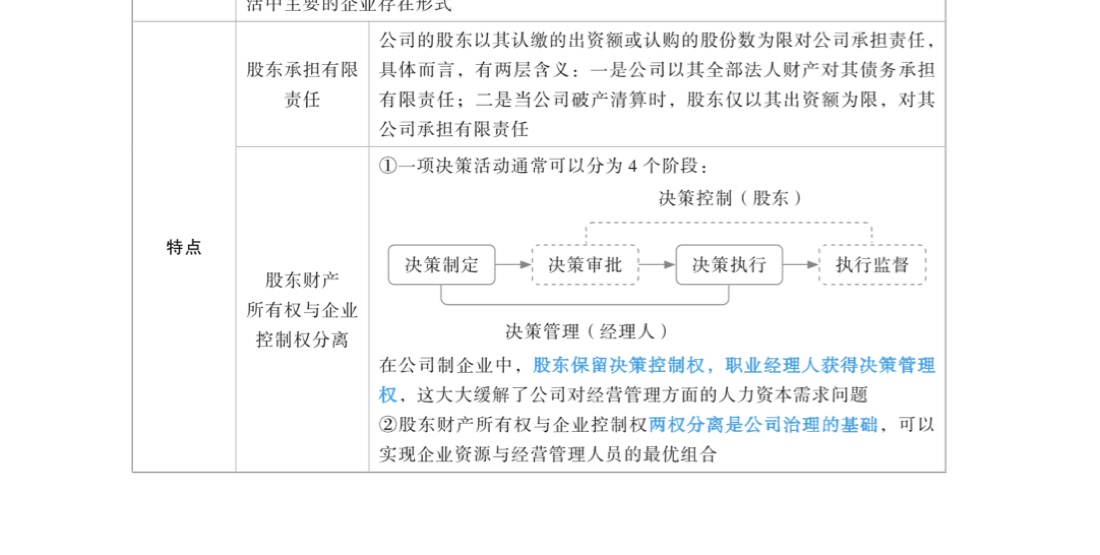 活中主要的企业存在形式
特点
股东承担有限
责任
公司的股东以其认缴的出资额或认购的股份数为限对公司承担责任，
具体而言，有两层含义：一是公司以其全部法人财产对其债务承担
有限责任；二是当公司破产清算时，股东仅以其出资额为限，对其
公司承担有限责任
股东财产
所有权与企业
控制权分离
①一项决策活动通常可以分为 4 个阶段：
决策控制（股东）
决策制定 决策审批 决策执行 执行监督
决策管理（经理人）
在公司制企业中，股东保留决策控制权，职业经理人获得决策管理
权，这大大缓解了公司对经营管理方面的人力资本需求问题
②股东财产所有权与企业控制权两权分离是公司治理的基础，可以
实现企业资源与经营管理人员的最优组合